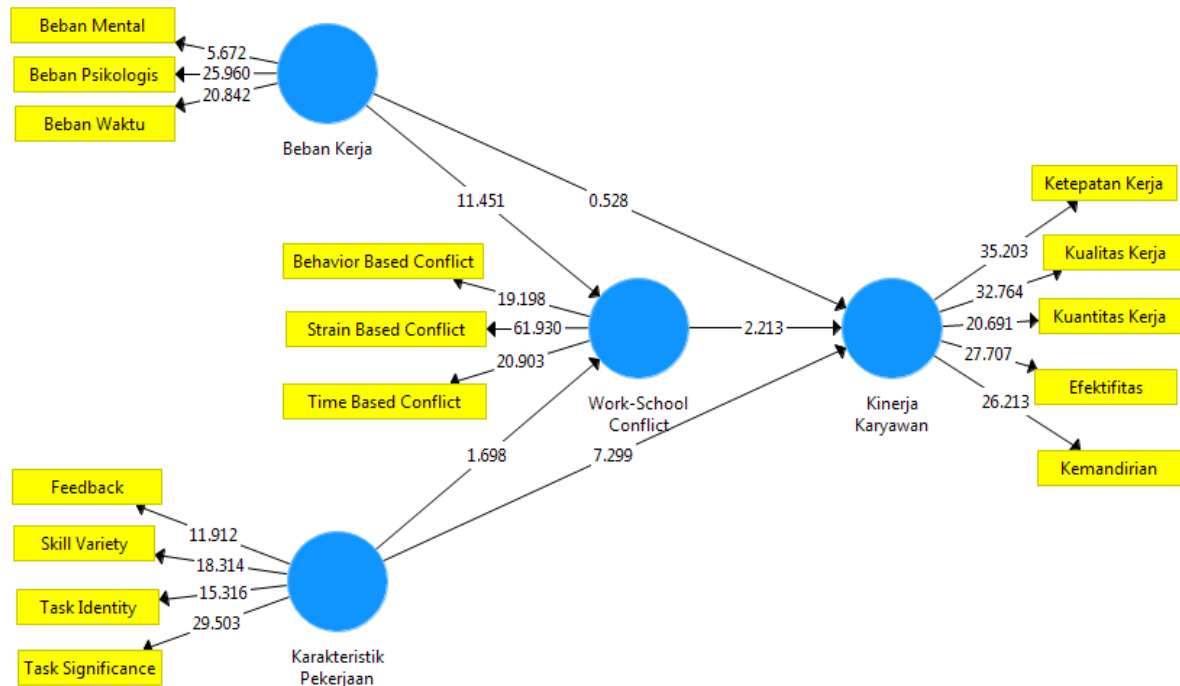 Beban Mental
Beban Psikologis
Beban Waktu
5.672
25.960
20.842
Beban Kerja
11.451
0.528
Behavior Based Conflict
Strain Based Conflict
Time Based Conflict
19.198
61.930
20.903
Work-School
Conflict
2.213
1.698
7.299
Kinerja
Karyawan
35.203
32.764
20.691
27.707
26.213
Ketepatan Kerja
Kualitas Kerja
Kuantitas Kerja
Efektifitas
Kemandirian
Feedback
Skill Variety
Task Identity
Task Significance
11.912
18.314
15.316
29.503
Karakteristik
Pekerjaan